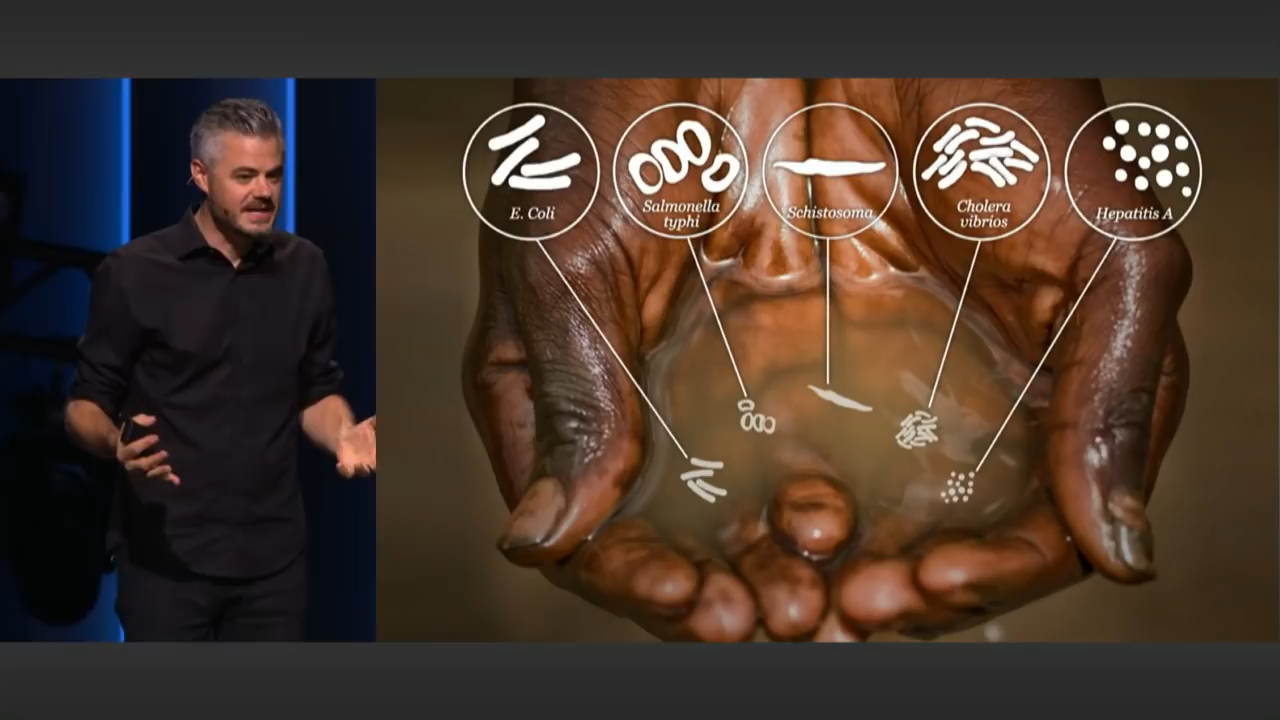 E. Coli
Salmonella
typhi
Schistosoma
Cholera
vibrios
Hepatitis A